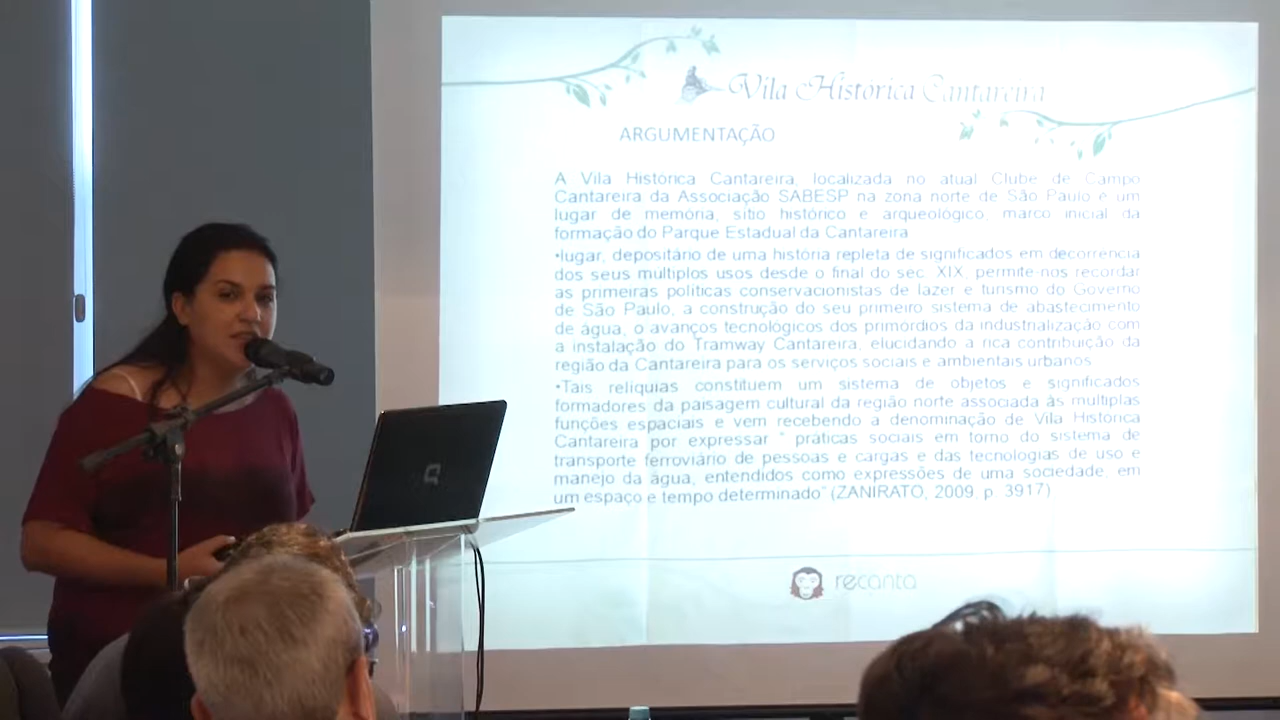 Vila Histórica Cantareira
ARGUMENTAÇÃO
A Vila Histórica Cantareira, localizada no atual Clube de Campo
Cantareira da Associação SABESP na zona norte de São Paulo é um
lugar de memória, sítio histórico e arqueológico, marco inicial da
formação do Parque Estadual da Cantareira
•lugar, depositário de uma história repleta de significados em decorrência
dos seus múltiplos usos desde o final do sec. XIX, permite-nos recordar
as primeiras políticas conservacionistas de lazer e turismo do Governo
de São Paulo, a construção do seu primeiro sistema de abastecimento
de água, o avanços tecnológicos dos primórdios da industrialização com
a instalação do Tramway Cantareira, elucidando a rica contribuição da
região da Cantareira para os serviços sociais e ambientais urbanos.
•Tais relíquias constituem um sistema de objetos e significados
formadores da paisagem cultural da região norte associada às múltiplas
funções espaciais e vem recebendo a denominação de Vila Histórica
Cantareira por expressar " práticas sociais em torno do sistema de
transporte ferroviário de pessoas e cargas e das tecnologias de uso e
manejo da água, entendidos como expressões de uma sociedade, em
um espaço e tempo determinado" (ZANIRATO, 2009, p. 3917)
recanta